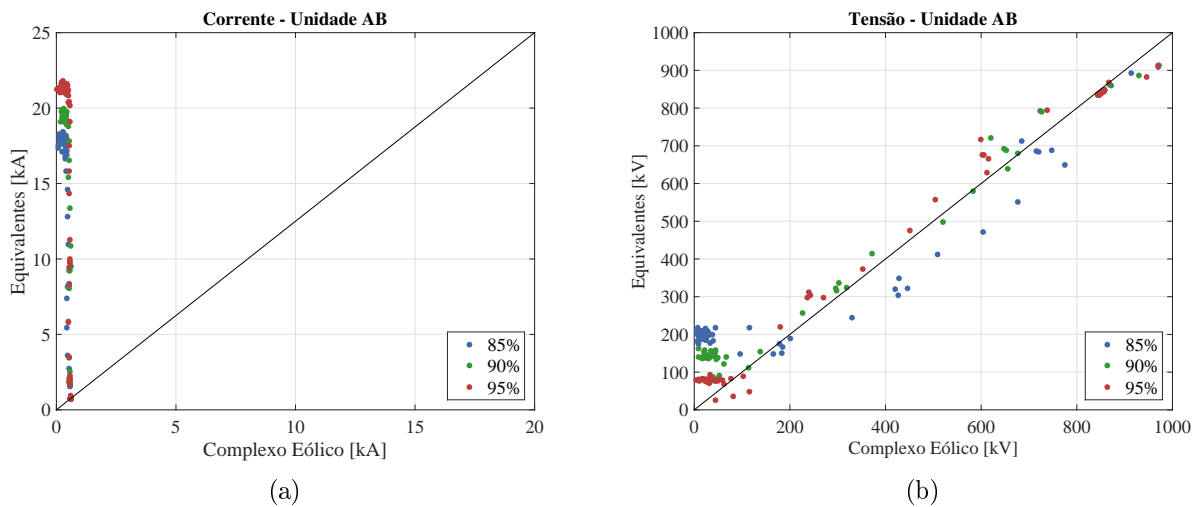 Corrente - Unidade AB
25
20
15
10
5
0
Equivalentes [kA]
85%
90%
95%
0 5 10 15 20
Complexo Eólico [kA]
(a)
Tensão - Unidade AB
1000
900
800
700
600
500
400
300
200
100
0
Equivalentes [kV]
85%
90%
95%
0 200 400 600 800 1000
Complexo Eólico [kV]
(b)